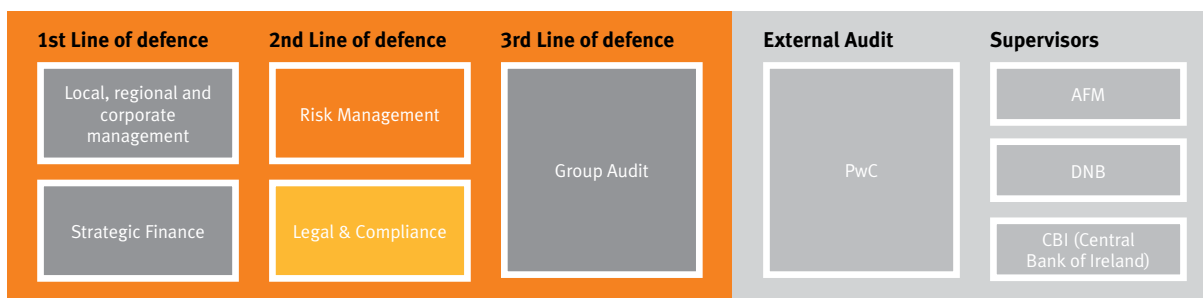 1st Line of defence
Local, regional and
corporate
management
Strategic Finance
2nd Line of defence
Risk Management
Legal & Compliance
3rd Line of defence
Group Audit
External Audit
PwC
Supervisors
AFM
DNB
CBI (Central
Bank of Ireland)